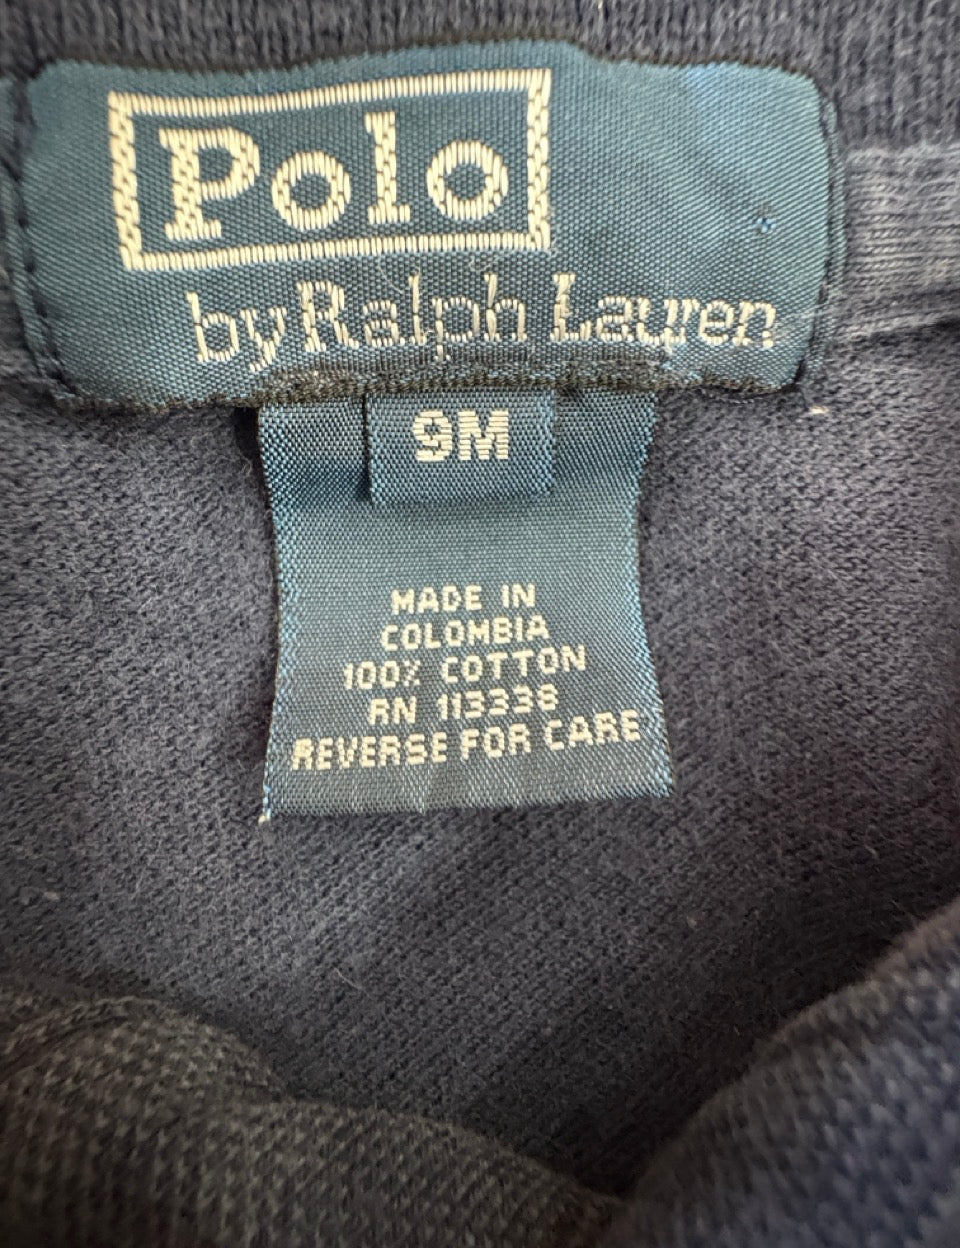 Polo
by Ralph Lauren
9M
MADE IN
COLOMBIA
100% COTTON
RN 113338
REVERSE FOR CARE